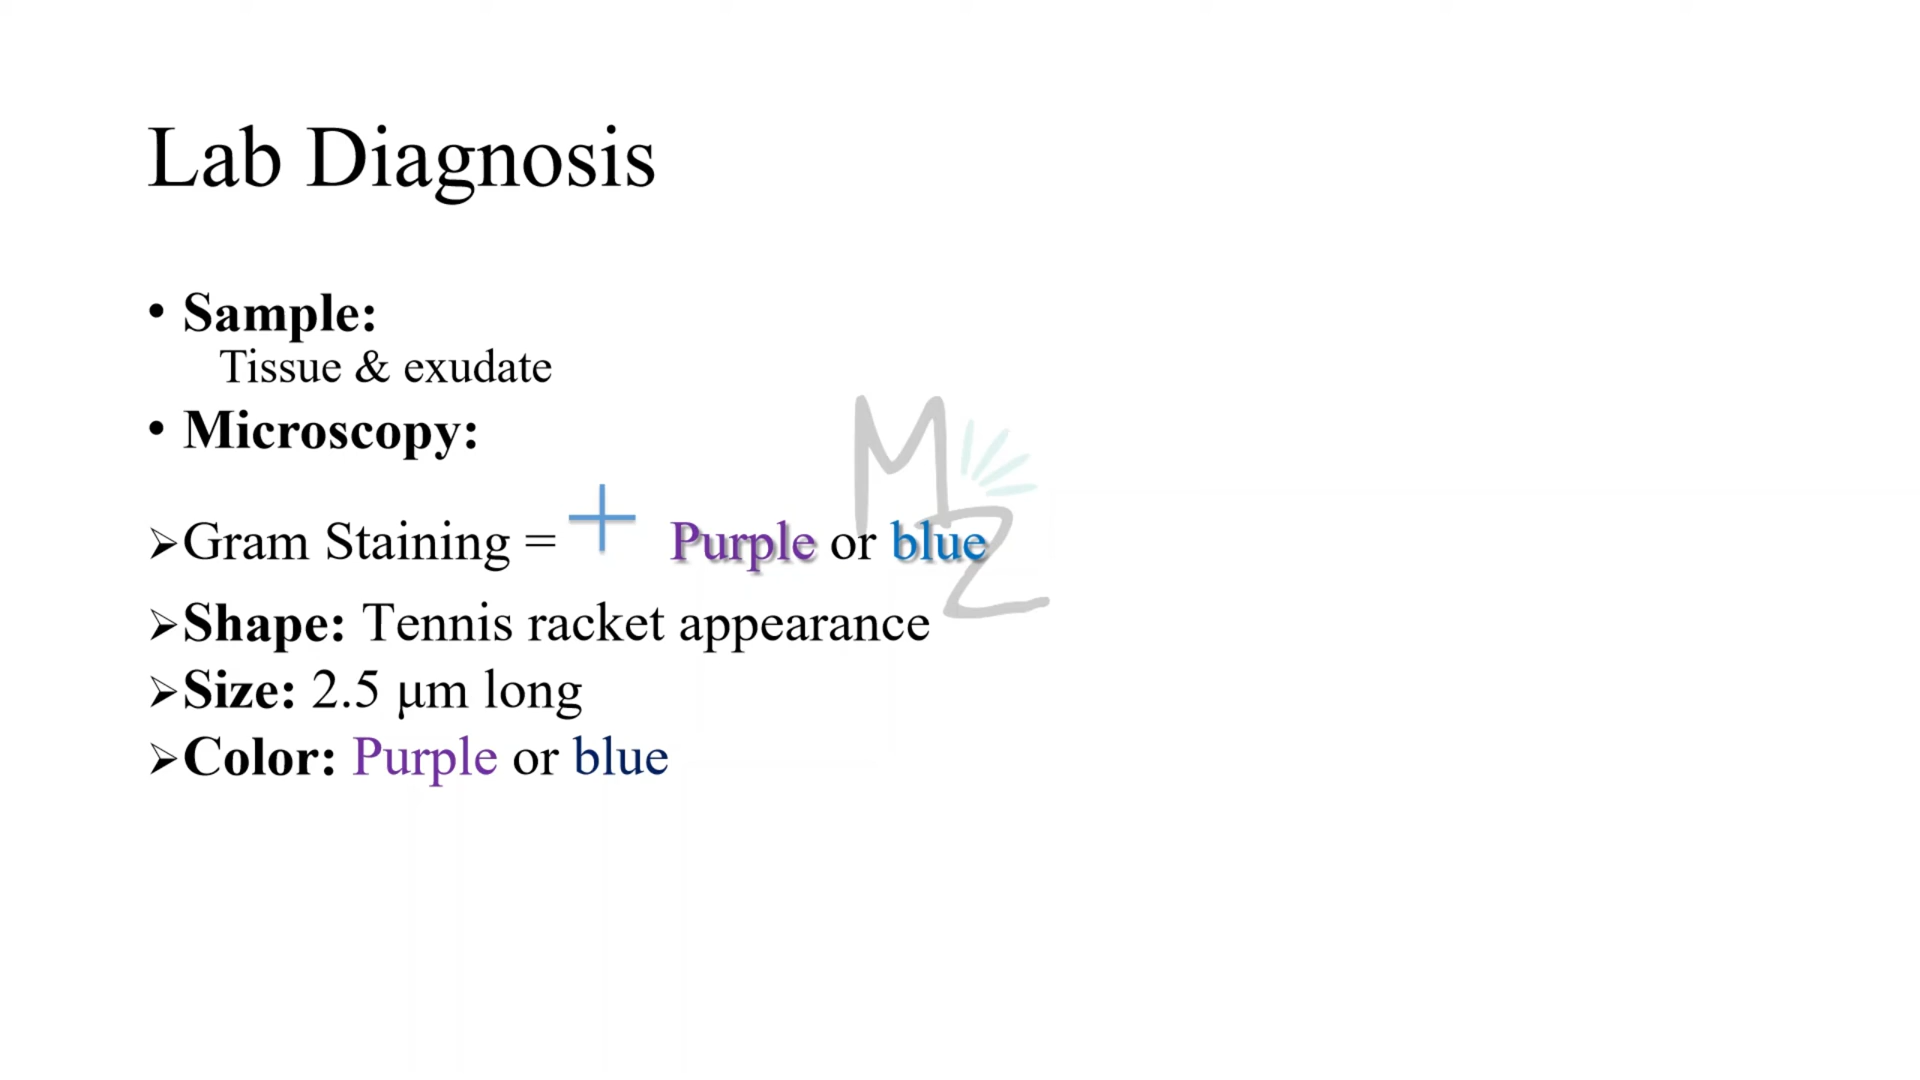 Lab Diagnosis
• Sample:
Tissue & exudate
• Microscopy:
➢Gram Staining = + Purple or blue
➢Shape: Tennis racket appearance
➢Size: 2.5 μm long
➢Color: Purple or blue
MZ